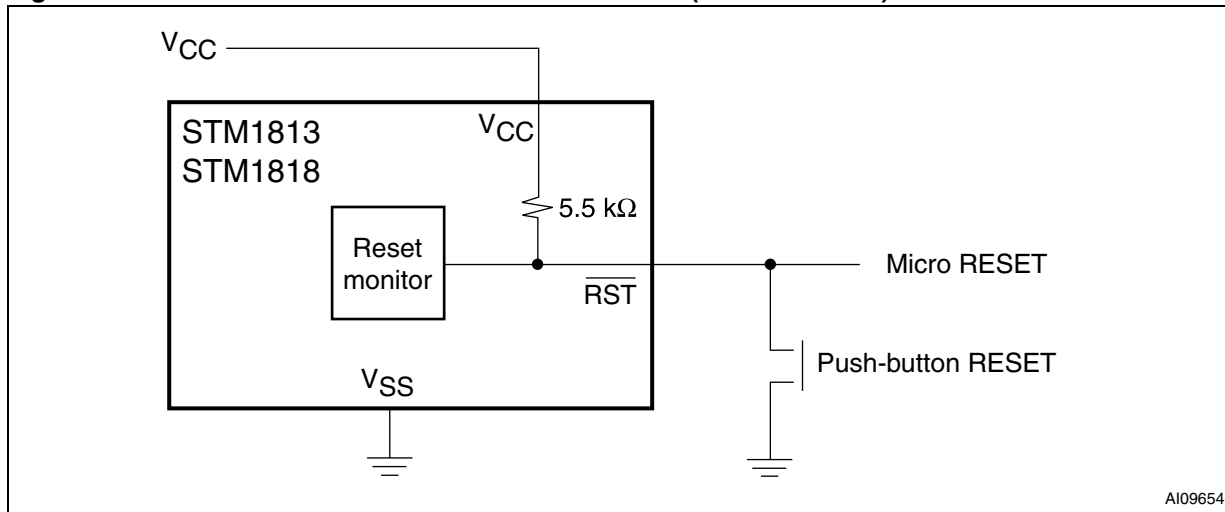 VCC
STM1813
STM1818
VCC
5.5 kΩ
Reset
monitor
RST
Micro RESET
Push-button RESET
VSS
AI09654